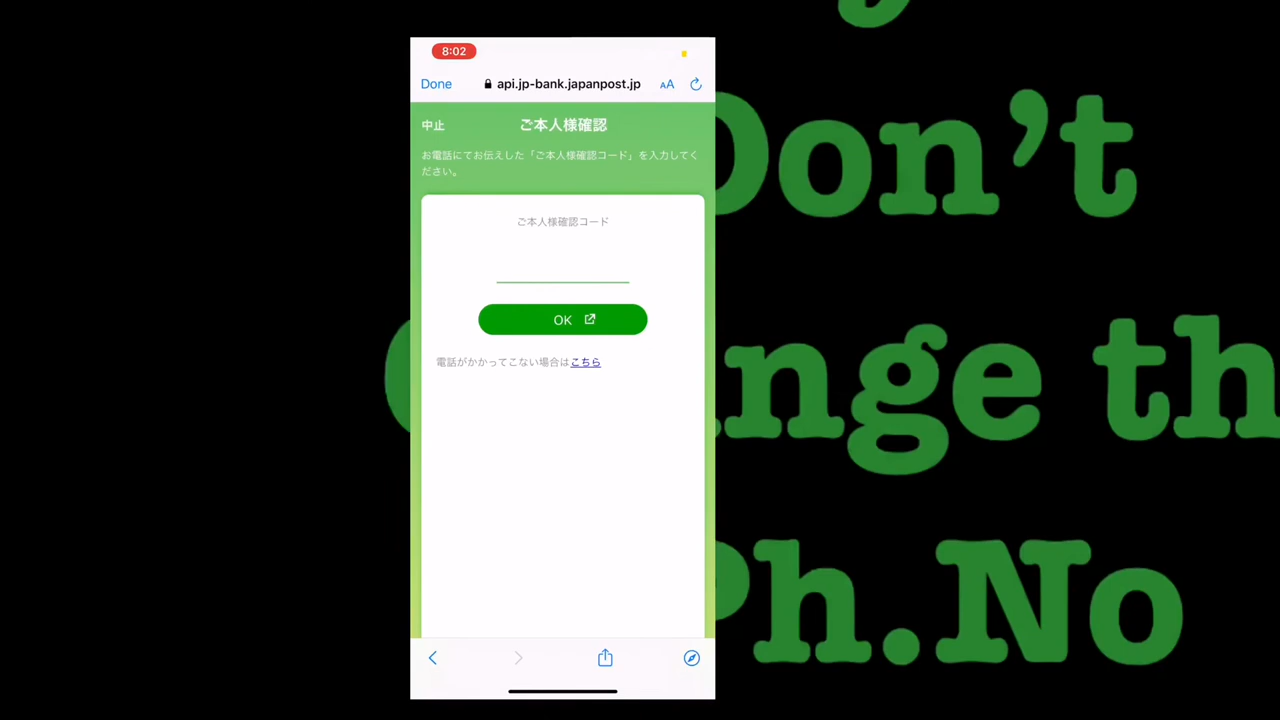 8:02
Done
api.jp-bank.japanpost.jp
AA
中止
ご本人様確認
お電話にてお伝えした「ご本人様確認コード」を入力してく
ださい。
ご本人様確認コード
OK
電話がかかってこない場合はこちら
Don't
nge th
Ph.No